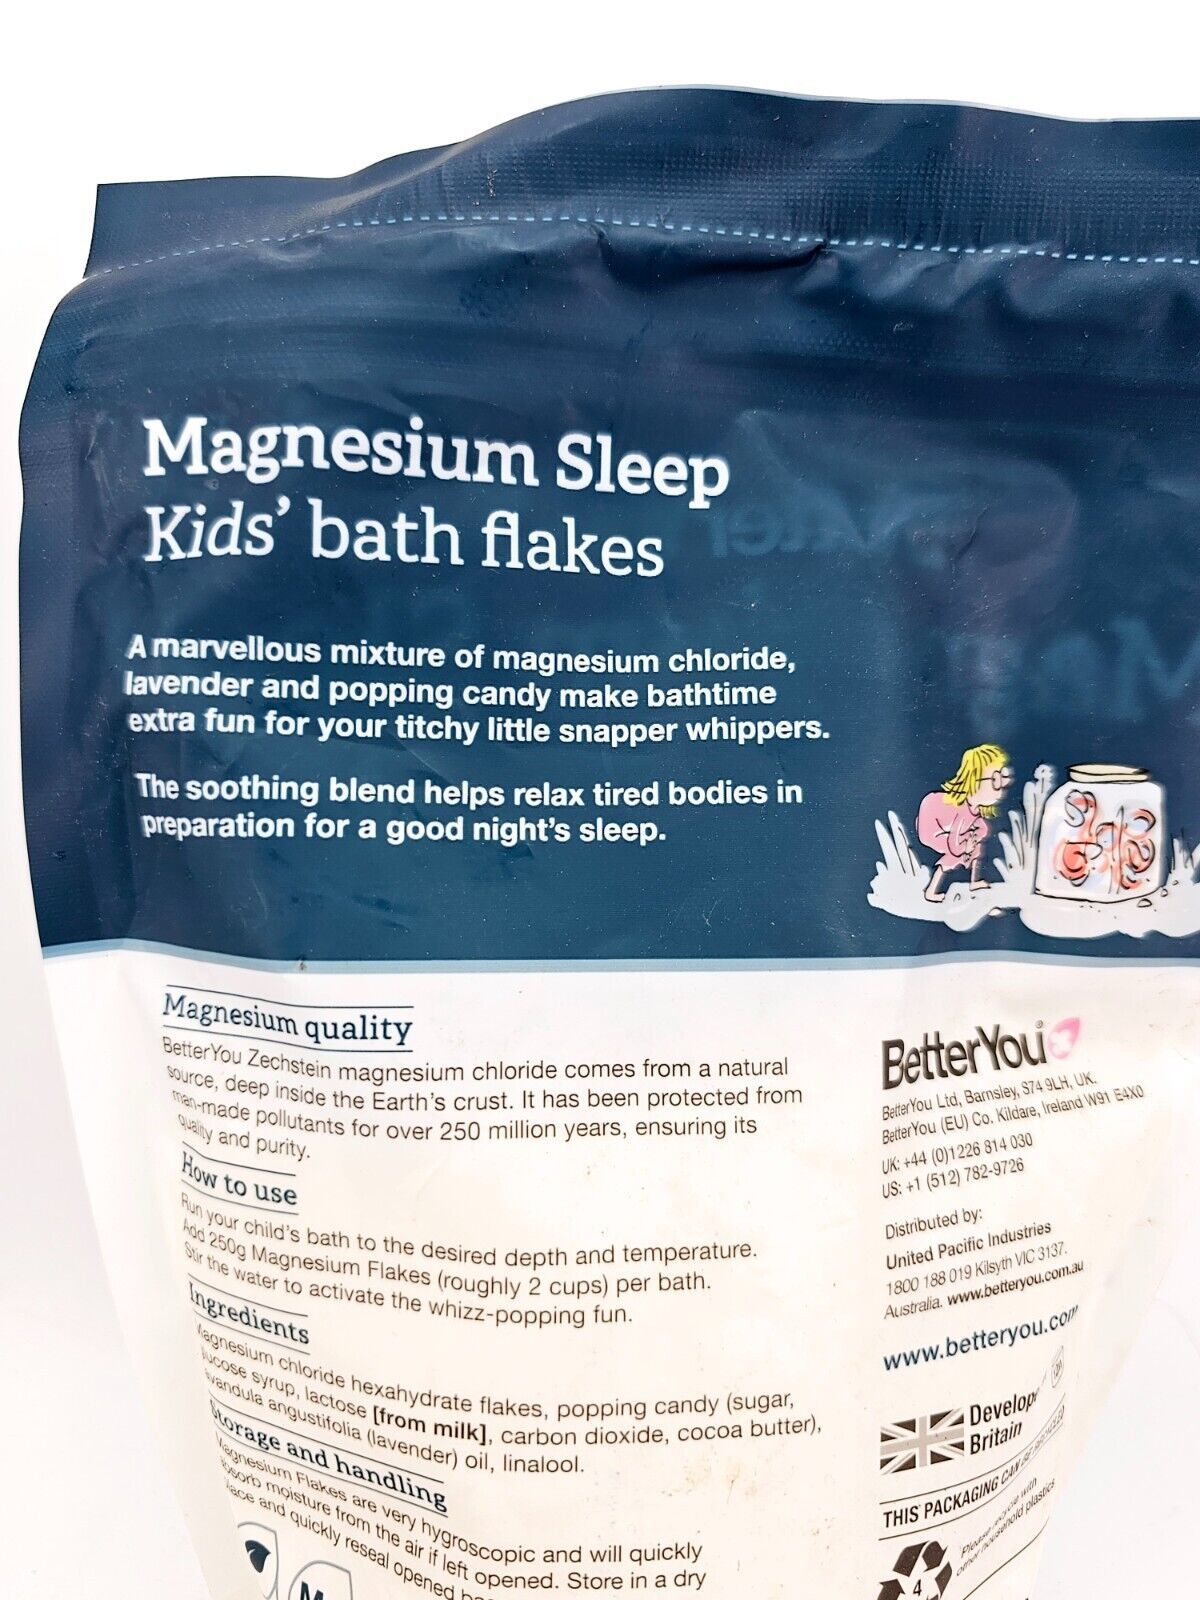 Magnesium Sleep
Kids' bath flakes
A marvellous mixture of magnesium chloride,
lavender and popping candy make bathtime
extra fun for your titchy little snapper whippers.
The soothing blend helps relax tired bodies in
preparation for a good night's sleep.
Magnesium quality
BetterYou Zechstein magnesium chloride comes from a natural
source, deep inside the Earth's crust. It has been protected from
man-made pollutants for over 250 million years, ensuring its
quality and purity.
How to use
Run your child's bath to the desired depth and temperature.
Add 250g Magnesium Flakes (roughly 2 cups) per bath.
Stir the water to activate the whizz-popping fun.
Ingredients
Magnesium chloride hexahydrate flakes, popping candy (sugar,
glucose syrup, lactose [from milk], carbon dioxide, cocoa butter),
lavandula angustifolia (lavender) oil, linalool.
Storage and handling
Magnesium Flakes are very hygroscopic and will quickly
absorb moisture from the air if left opened. Store in a dry
place and quickly reseal opened
BetterYou®
BetterYou Ltd, Barnsley, S74 9LH, UK.
BetterYou (EU) Co. Kildare, Ireland W91 E4X0
UK: +44 (0)1226 814 030
US: +1 (512) 782-9726
Distributed by:
United Pacific Industries
1800 188 019 Kilsyth VIC 3137.
Australia. www.betteryou.com.au
www.betteryou.com
Develop
Britain
THIS PACKAGING CAN BE RECYCLED
Please recycle with
other household plastics
4